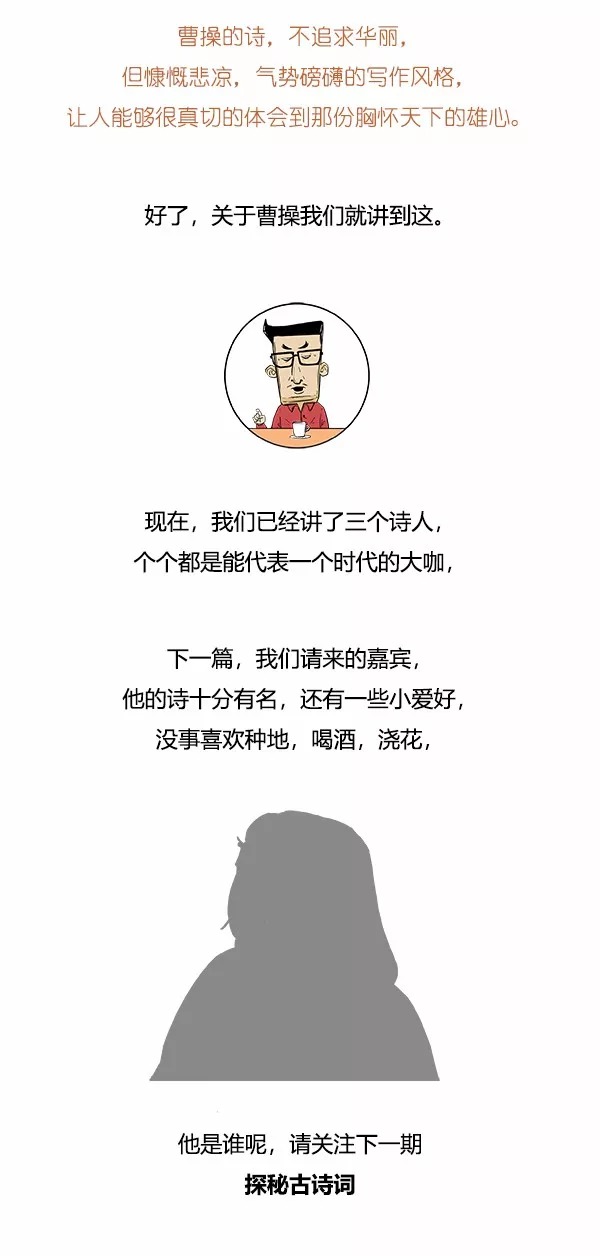 曹操的诗，不追求华丽，
但慷慨悲凉，气势磅礴的写作风格，
让人能够很真切的体会到那份胸怀天下的雄心。
好了，关于曹操我们就讲到这。
现在，我们已经讲了三个诗人，
个个都是能代表一个时代的大咖，
下一篇，我们请来的嘉宾，
他的诗十分有名，还有一些小爱好，
没事喜欢种地，喝酒，浇花，
他是谁呢，请关注下一期
探秘古诗词